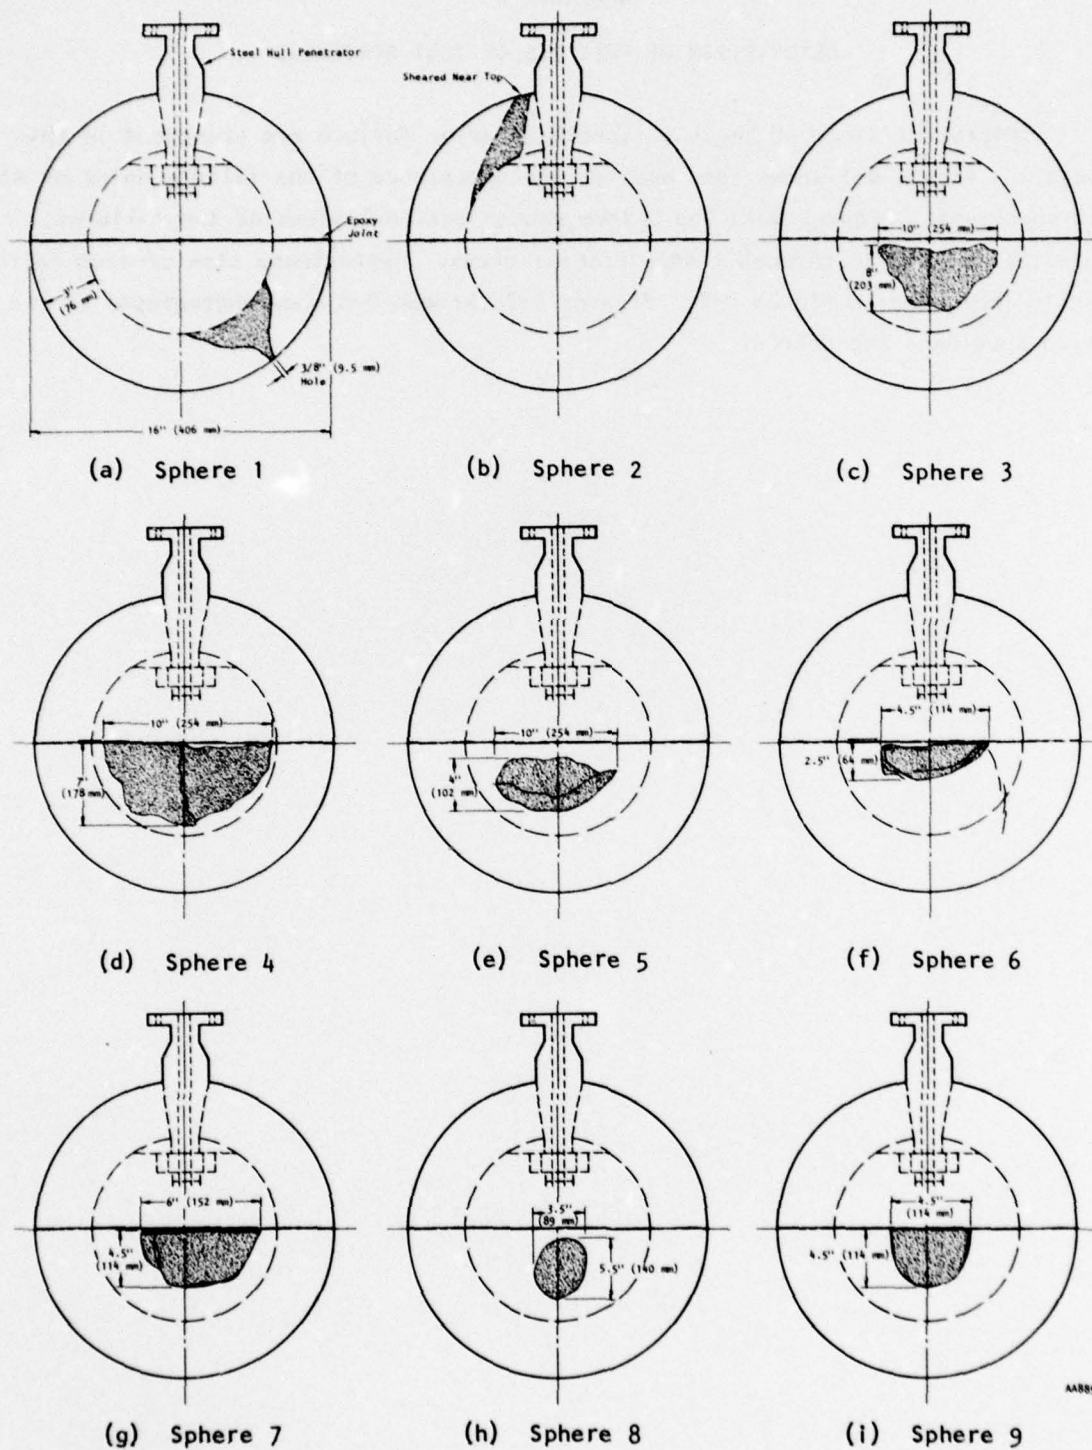 Steel Hull Penetrator
Epoxy
Joint
3"
(76 mm)
3/8" (9.5 mm)
Hole
16" (406 mm)
(a) Sphere 1
Sheared Near Top
(b) Sphere 2
10" (254 mm)
8"
(203 mm)
(c) Sphere 3
10" (254 mm)
7"
(178 mm)
(d) Sphere 4
10" (254 mm)
4"
(102 mm)
(e) Sphere 5
4.5" (114 mm)
2.5" (64 mm)
(f) Sphere 6
6" (152 mm)
4.5"
(114 mm)
(g) Sphere 7
3.5"
(89 mm)
5.5" (140 mm)
(h) Sphere 8
4.5"
(114 mm)
4.5" (114 mm)
(i) Sphere 9